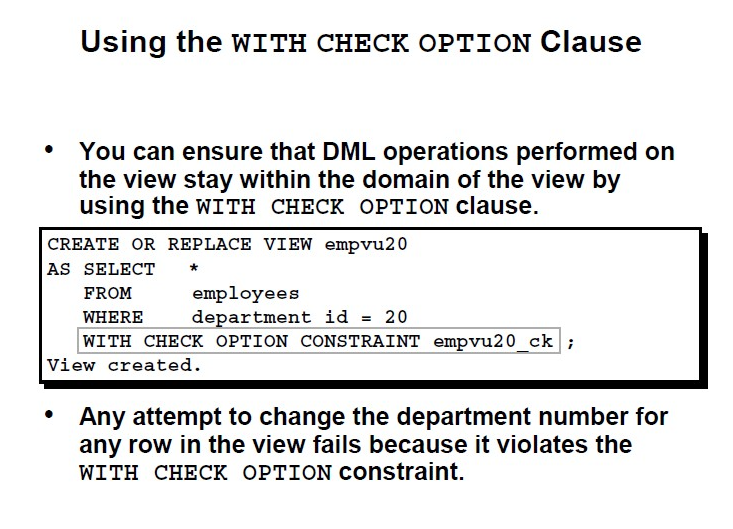 Using the WITH CHECK OPTION Clause
• You can ensure that DML operations performed on
the view stay within the domain of the view by
using the WITH CHECK OPTION clause.
CREATE OR REPLACE VIEW empvu20
AS SELECT *
FROM employees
WHERE department id = 20
WITH CHECK OPTION CONSTRAINT empvu20_ck ;
View created.
• Any attempt to change the department number for
any row in the view fails because it violates the
WITH CHECK OPTION constraint.